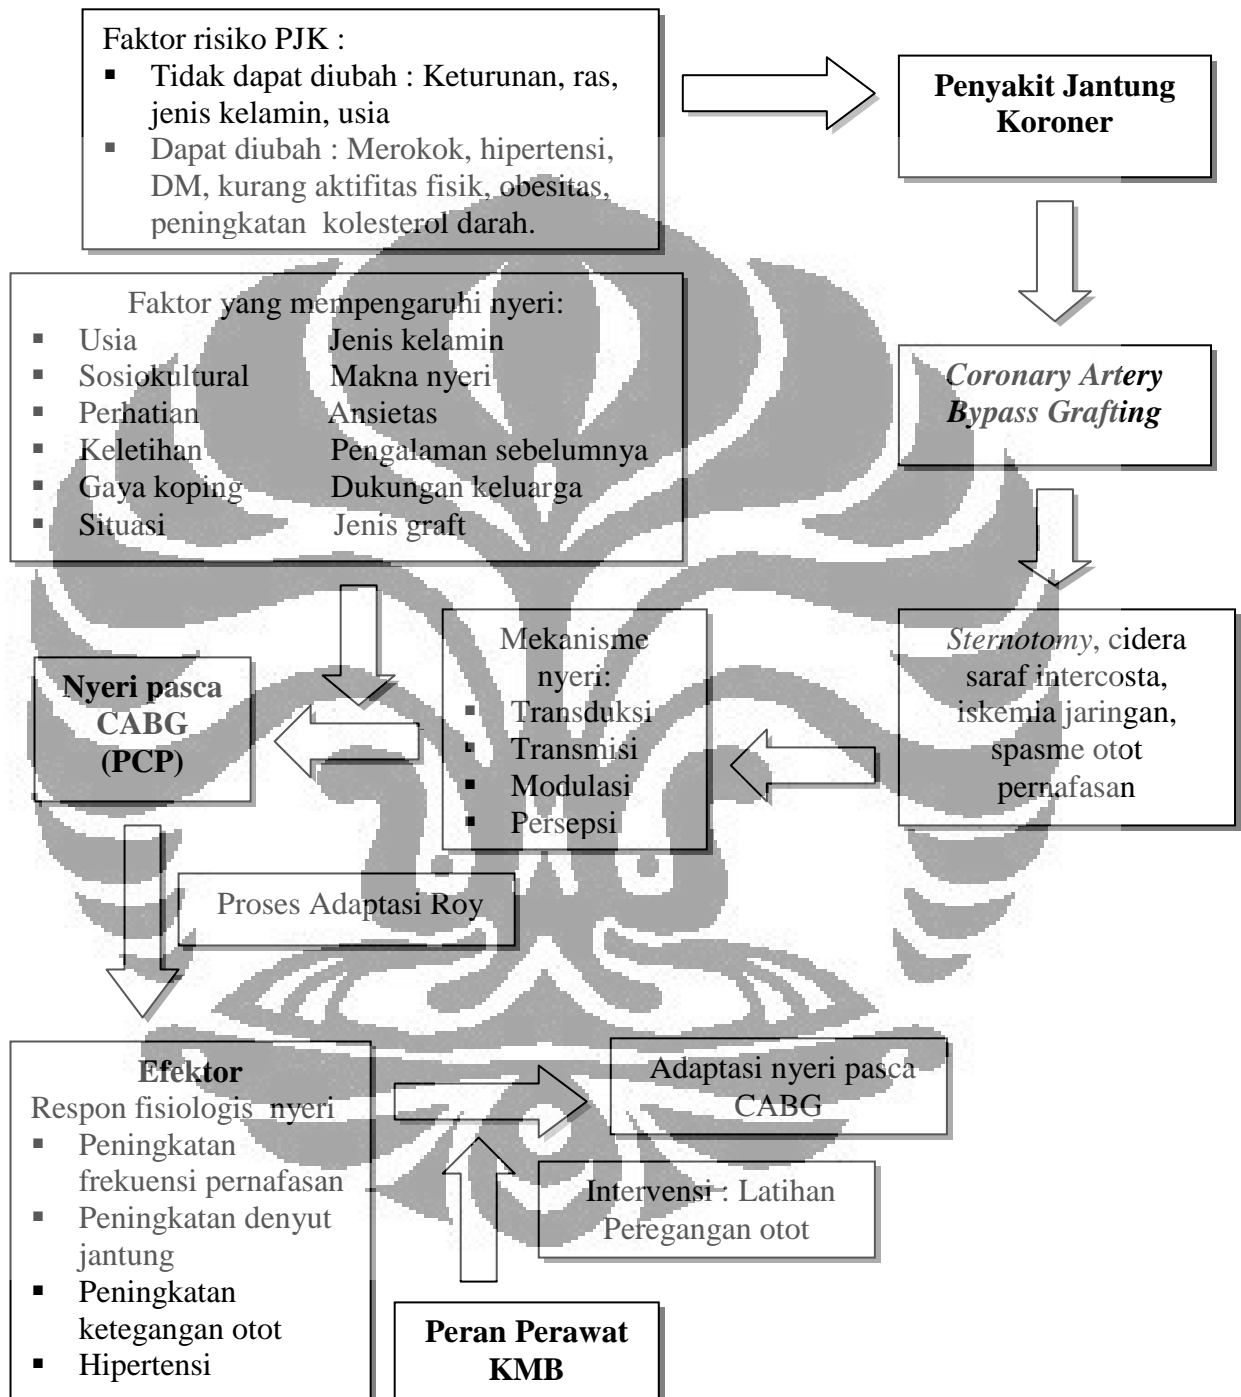 Faktor risiko PJK :
▪ Tidak dapat diubah : Keturunan, ras,
jenis kelamin, usia
▪ Dapat diubah : Merokok, hipertensi,
DM, kurang aktifitas fisik, obesitas,
peningkatan kolesterol darah.
Penyakit Jantung
Koroner
Faktor yang mempengaruhi nyeri:
▪ Usia Jenis kelamin
▪ Sosiokultural Makna nyeri
▪ Perhatian Ansietas
▪ Keletihan Pengalaman sebelumnya
▪ Gaya koping Dukungan keluarga
▪ Situasi Jenis graft
Coronary Artery
Bypass Grafting
Sternotomy, cidera
saraf intercosta,
iskemia jaringan,
spasme otot
pernafasan
Mekanisme
nyeri:
▪ Transduksi
▪ Transmisi
▪ Modulasi
▪ Persepsi
Nyeri pasca
CABG
(PCP)
Proses Adaptasi Roy
Efektor
Respon fisiologis nyeri
▪ Peningkatan
frekuensi pernafasan
▪ Peningkatan denyut
jantung
▪ Peningkatan
ketegangan otot
▪ Hipertensi
Adaptasi nyeri pasca
CABG
Intervensi : Latihan
Peregangan otot
Peran Perawat
KMB